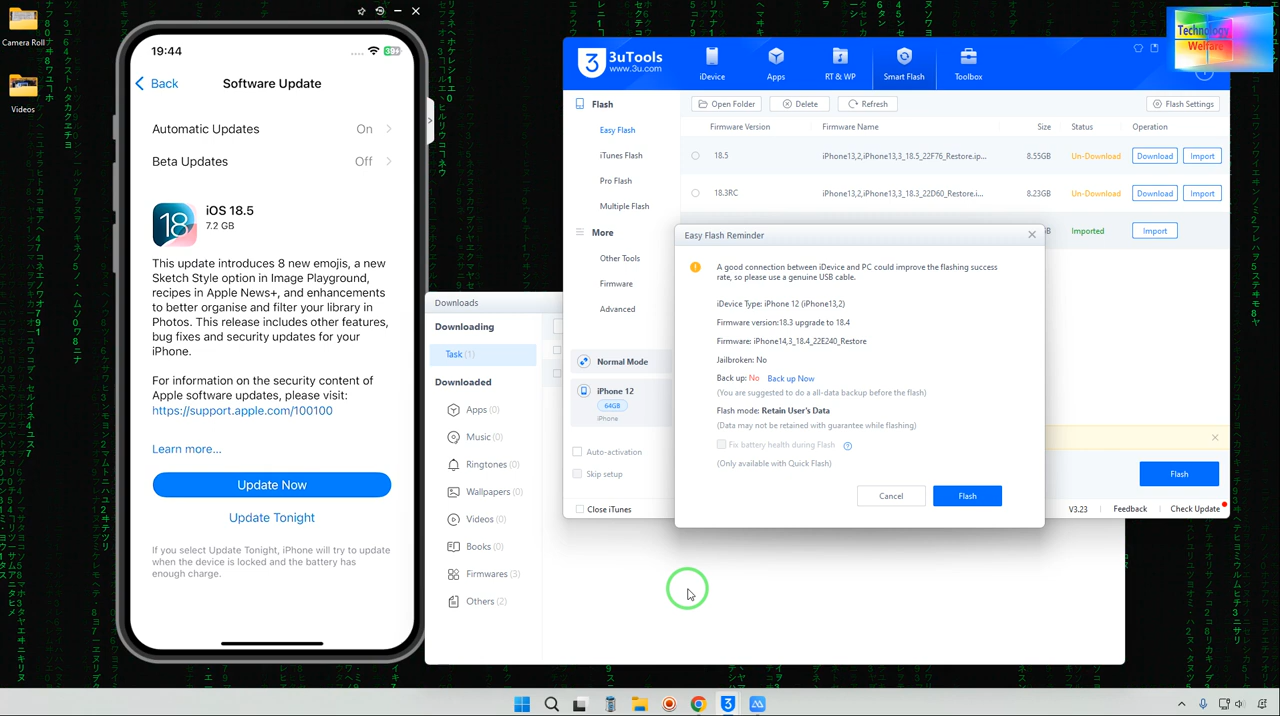 Camera Roll
Videos
19:44
39+
Back
Software Update
Automatic Updates On
Beta Updates Off
18
iOS 18.5
7.2 GB
This update introduces 8 new emojis, a new
Sketch Style option in Image Playground,
recipes in Apple News+, and enhancements
to better organise and filter your library in
Photos. This release includes other features,
bug fixes and security updates for your
iPhone.
For information on the security content of
Apple software updates, please visit:
https://support.apple.com/100100
Learn more...
Update Now
Update Tonight
If you select Update Tonight, iPhone will try to update
when the device is locked and the battery has
enough charge.
Downloads
Downloading
Task (1)
Downloaded
Apps (0)
Music (0)
Ringtones (0)
Wallpapers (0)
Videos (0)
Books (0)
Firmwares (3)
Others (2)
3
3uTools
www.3u.com
iDevice
Apps
RT & WP
Smart Flash
Toolbox
Technology
Welfare
Flash
Easy Flash
iTunes Flash
Pro Flash
Multiple Flash
More
Other Tools
Firmware
Advanced
Normal Mode
iPhone 12
64GB
iPhone
Auto-activation
Skip setup
Close iTunes
Open Folder Delete Refresh Flash Settings
Firmware Version Firmware Name Size Status Operation
18.5 iPhone13,2,iPhone13,3_18.5_22F76_Restore.ip... 8.55GB Un-Download Download Import
18.3RC iPhone13,2,iPhone13,3_18.3_22D60_Restore.i... 8.23GB Un-Download Download Import
GB Imported Import
Easy Flash Reminder
A good connection between iDevice and PC could improve the flashing success
rate, so please use a genuine USB cable.
iDevice Type: iPhone 12 (iPhone13,2)
Firmware version:18.3 upgrade to 18.4
Firmware: iPhone14,3_18.4_22E240_Restore
Jailbroken: No
Back up: No Back up Now
(You are suggested to do a all-data backup before the flash)
Flash mode: Retain User's Data
(Data may not be retained with guarantee while flashing)
Fix battery health during Flash
(Only available with Quick Flash)
Cancel Flash
Flash
V3.23 Feedback Check Update